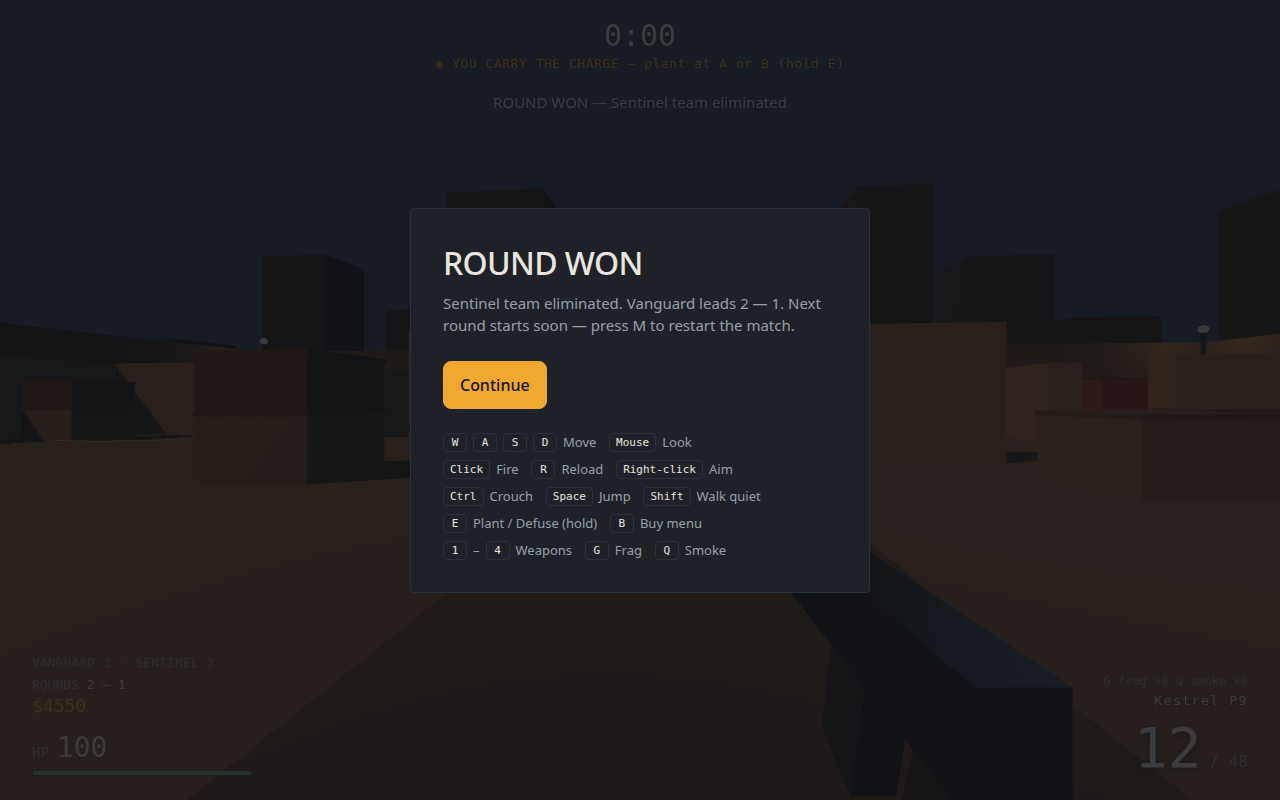 0:00
◉ YOU CARRY THE CHARGE — plant at A or B (hold E)
ROUND WON — Sentinel team eliminated
ROUND WON
Sentinel team eliminated. Vanguard leads 2 — 1. Next
round starts soon — press M to restart the match.
Continue
W A S D Move Mouse Look
Click Fire R Reload Right-click Aim
Ctrl Crouch Space Jump Shift Walk quiet
E Plant / Defuse (hold) B Buy menu
1 – 4 Weapons G Frag Q Smoke
VANGUARD 3 · SENTINEL 3
ROUNDS 2 — 1
$4550
HP 100
G frag ×0 Q smoke ×0
Kestrel P9
12 / 48